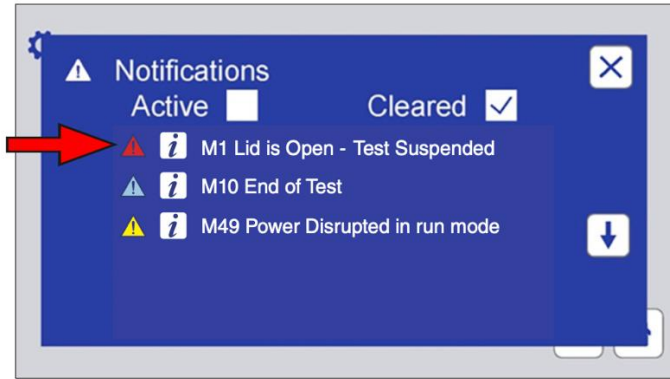 Notifications
Active Cleared
M1 Lid is Open - Test Suspended
M10 End of Test
M49 Power Disrupted in run mode